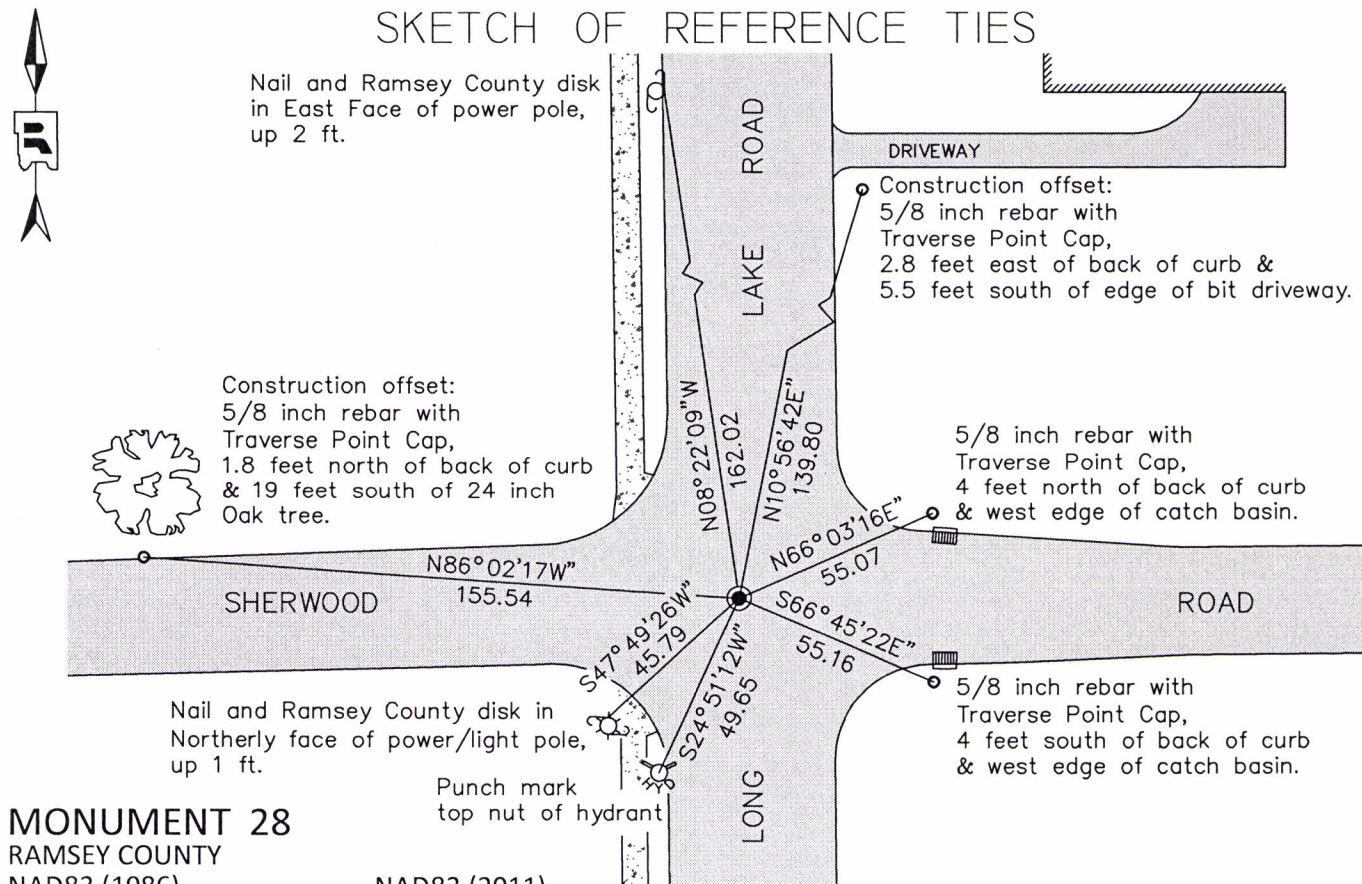 SKETCH OF REFERENCE TIES
Nail and Ramsey County disk
in East Face of power pole,
up 2 ft.
LONG LAKE ROAD
DRIVEWAY
Construction offset:
5/8 inch rebar with
Traverse Point Cap,
2.8 feet east of back of curb &
5.5 feet south of edge of bit driveway.
Construction offset:
5/8 inch rebar with
Traverse Point Cap,
1.8 feet north of back of curb
& 19 feet south of 24 inch
Oak tree.
N08°22'09"W
162.02
N10°56'42E"
139.80
5/8 inch rebar with
Traverse Point Cap,
4 feet north of back of curb
& west edge of catch basin.
N66°03'16E"
55.07
N86°02'17W"
155.54
SHERWOOD ROAD
S66°45'22E"
55.16
S47°49'26W"
45.79
S24°51'12W"
49.65
5/8 inch rebar with
Traverse Point Cap,
4 feet south of back of curb
& west edge of catch basin.
Nail and Ramsey County disk in
Northerly face of power/light pole,
up 1 ft.
HYD
Punch mark
top nut of hydrant
MONUMENT 28
RAMSEY COUNTY
NAD83 (1986)
NAD83 (2011)